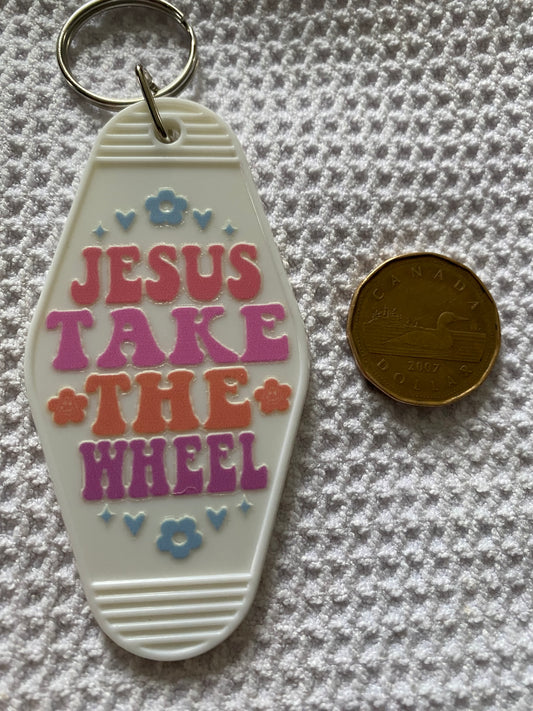 JESUS
TAKE
THE
WHEEL
CANADA
2007
DOLLAR